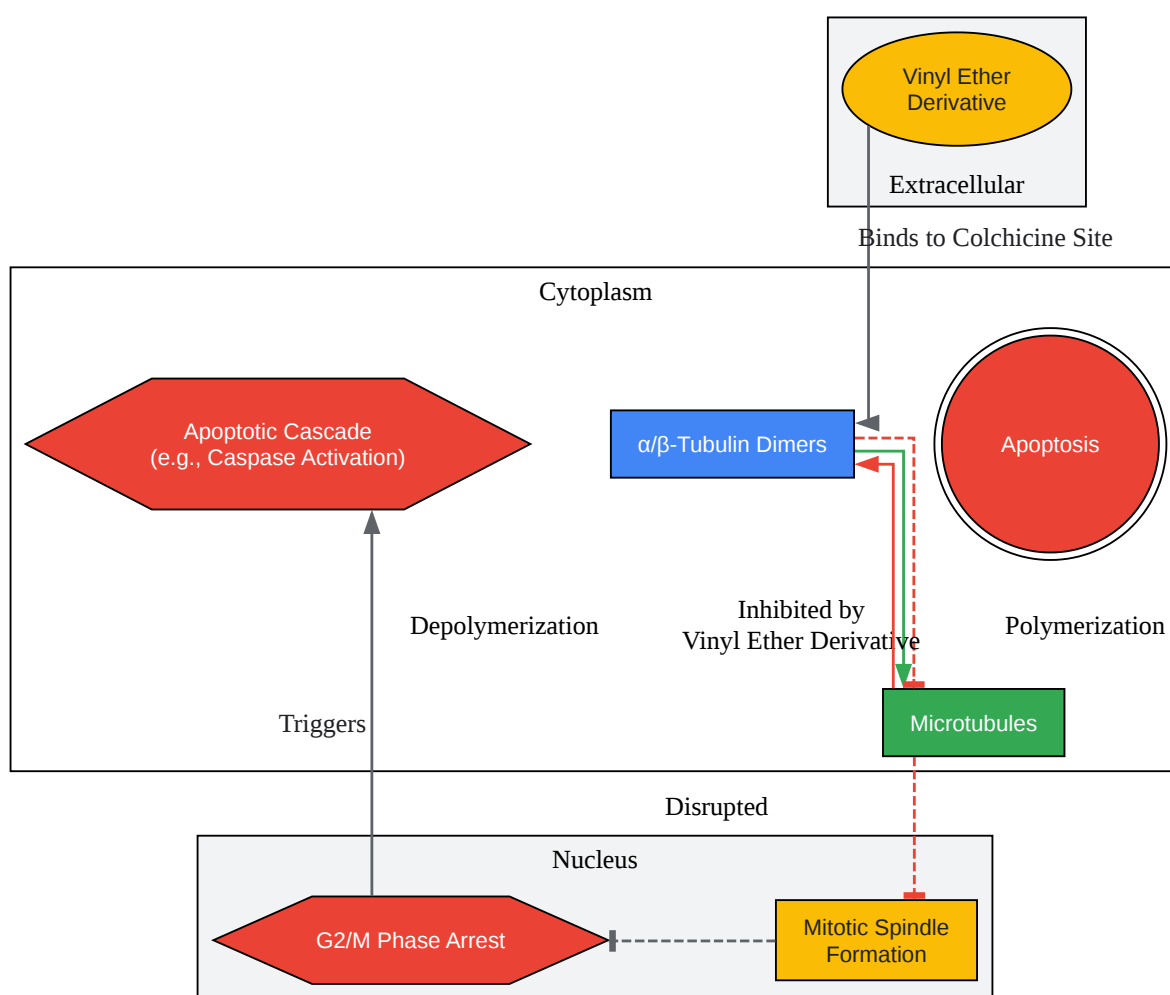 Vinyl Ether
Derivative
Extracellular
Binds to Colchicine Site
Cytoplasm
Apoptotic Cascade
(e.g., Caspase Activation)
α/β-Tubulin Dimers
Apoptosis
Depolymerization
Inhibited by
Vinyl Ether Derivative
Polymerization
Triggers
Microtubules
Disrupted
Nucleus
G2/M Phase Arrest
Mitotic Spindle
Formation